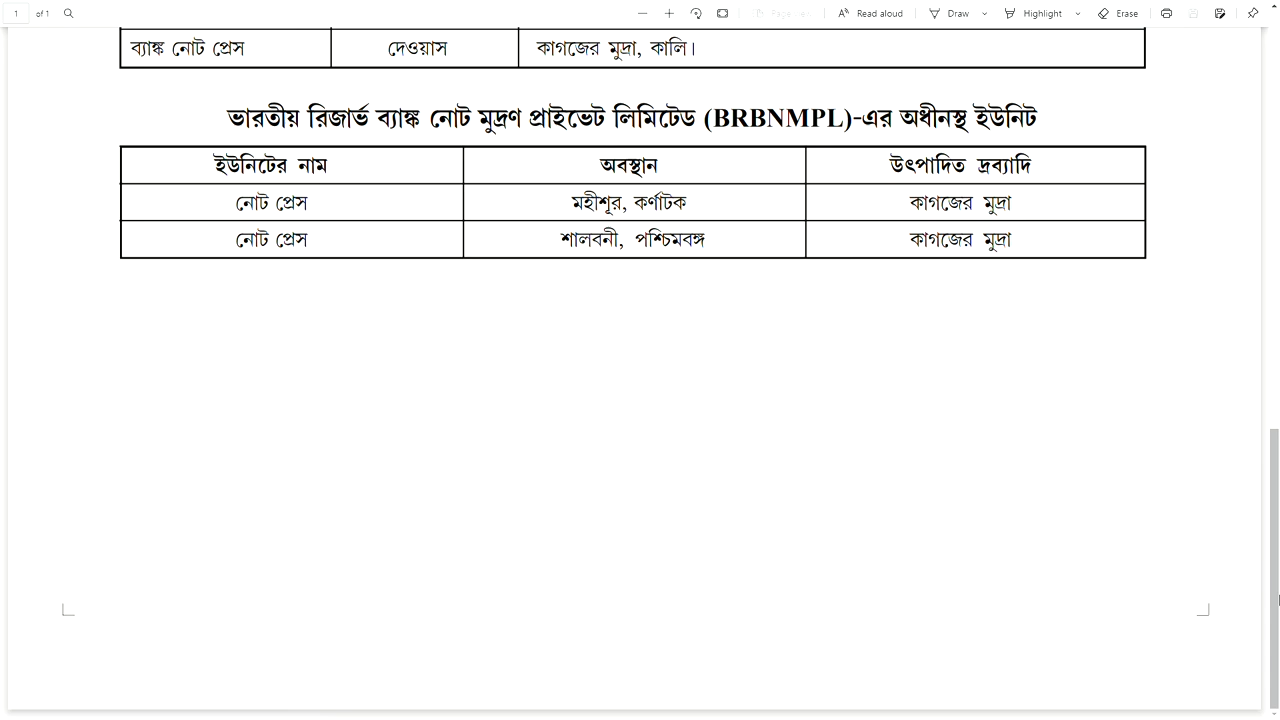 1 of 1 Read aloud Draw Highlight Erase
ব্যাঙ্ক নোট প্রেস দেওয়াস কাগজের মুদ্রা, কালি।
ভারতীয় রিজার্ভ ব্যাঙ্ক নোট মুদ্রণ প্রাইভেট লিমিটেড (BRBNMPL)-এর অধীনস্থ ইউনিট
ইউনিটের নাম অবস্থান উৎপাদিত দ্রব্যাদি
নোট প্রেস মহীশূর, কর্ণাটক কাগজের মুদ্রা
নোট প্রেস শালবনী, পশ্চিমবঙ্গ কাগজের মুদ্রা